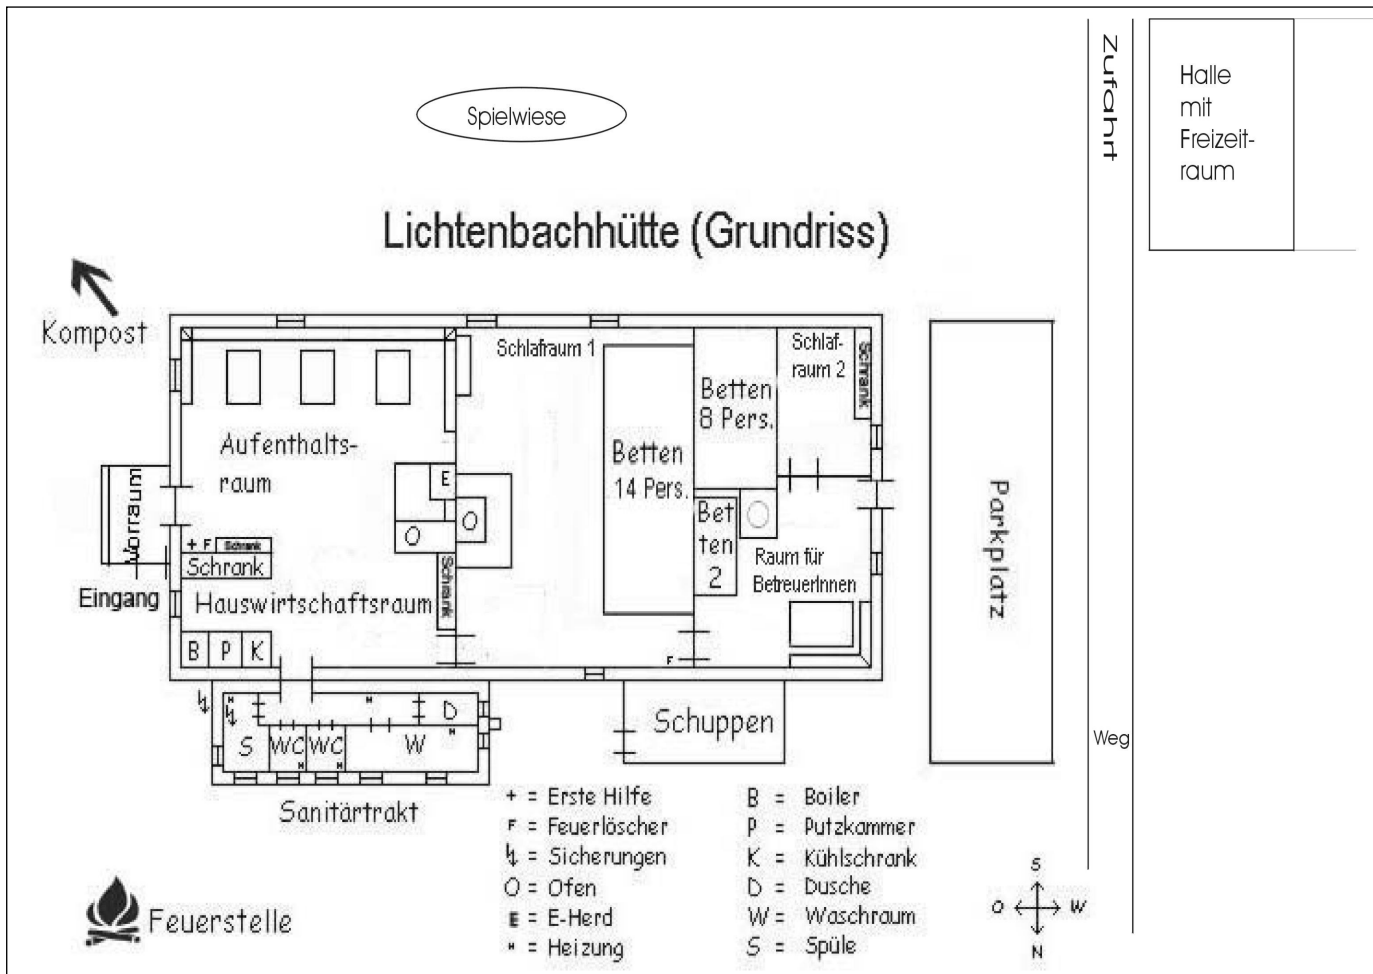 Zufahrt
Halle
mit
Freizeit-
raum
Spielwiese
Lichtenbachhütte (Grundriss)
Kompost
Schlafraum 1
Schlaf-
raum 2
Schrank
Betten
8 Pers.
Aufenthalts-
raum
Betten
14 Pers.
E
O
O
Vorraum
Bet
ten
2
O
Parkplatz
+ F Schrank
Schrank
Raum für
BetreuerInnen
Eingang
Hauswirtschaftsraum
Schrank
B P K
F
H
H
D
H
S WC WC W
H
H
Schuppen
Weg
Sanitärtrakt
+ = Erste Hilfe
F = Feuerlöscher
↯ = Sicherungen
O = Ofen
E = E-Herd
H = Heizung
B = Boiler
P = Putzkammer
K = Kühlschrank
D = Dusche
W = Waschraum
S = Spüle
S
O W
N
Feuerstelle